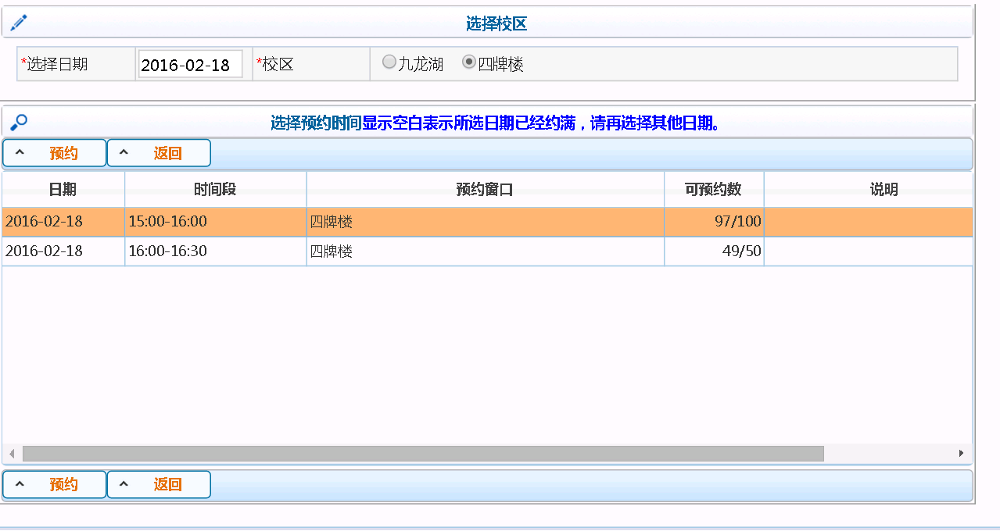 选择校区
*选择日期 2016-02-18 *校区 九龙湖 四牌楼
选择预约时间显示空白表示所选日期已经约满，请再选择其他日期。
预约 返回
日期 时间段 预约窗口 可预约数 说明
2016-02-18 15:00-16:00 四牌楼 97/100
2016-02-18 16:00-16:30 四牌楼 49/50
预约 返回